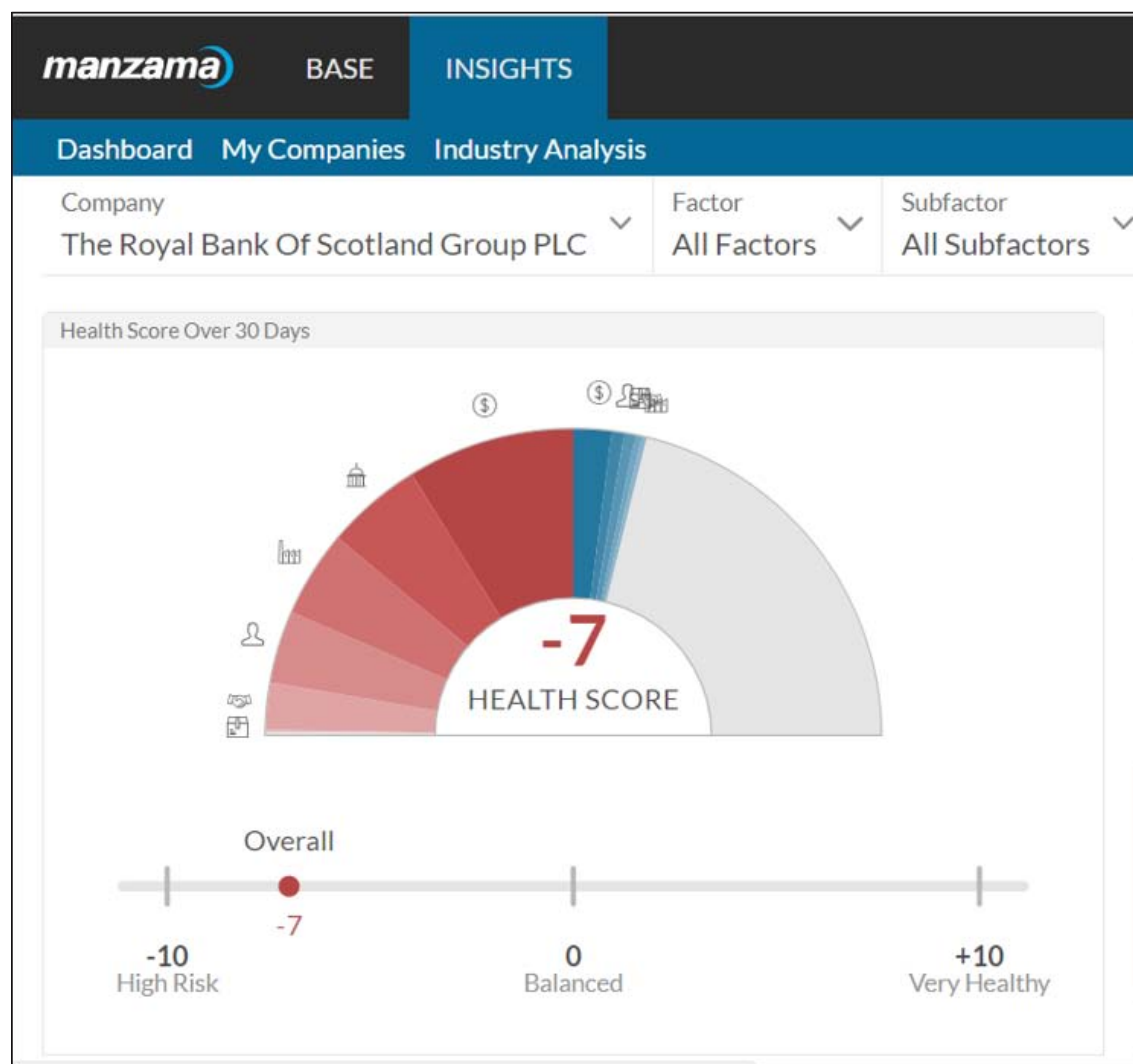 manzama BASE INSIGHTS
Dashboard My Companies Industry Analysis
Company Factor Subfactor
The Royal Bank Of Scotland Group PLC All Factors All Subfactors
Health Score Over 30 Days
$ $
-7
HEALTH SCORE
Overall
-7
-10 0 +10
High Risk Balanced Very Healthy